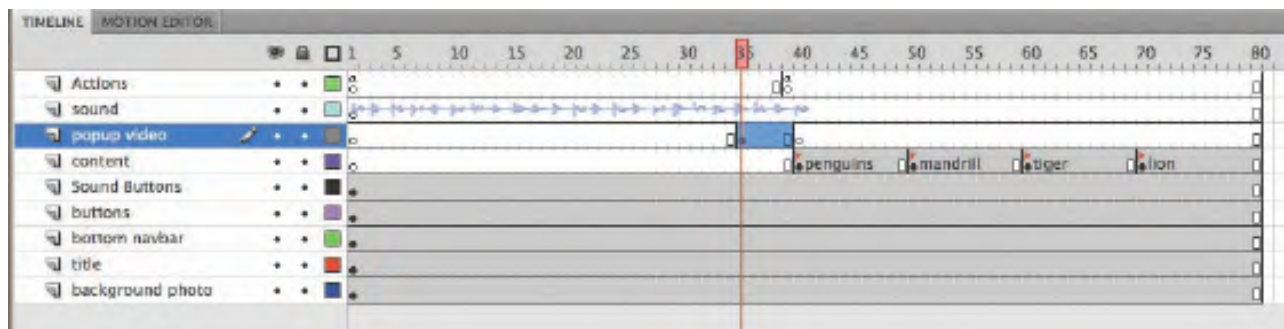 TIMELINE MOTION EDITOR
1 5 10 15 20 25 30 35 40 45 50 55 60 65 70 75 80
Actions
sound
popup video
content penguins mandrill tiger lion
Sound Buttons
buttons
bottom navbar
title
background photo